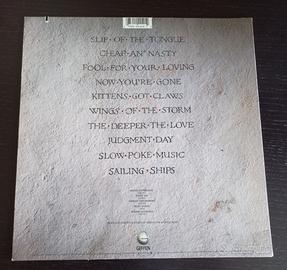 SLIP·OF·THE·TONGUE
CHEAP·AN'·NASTY
FOOL·FOR·YOUR·LOVING
NOW·YOU'RE·GONE
KITTENS·GOT·CLAWS
WINGS·OF·THE·STORM
THE·DEEPER·THE·LOVE
JUDGMENT·DAY
SLOW·POKE·MUSIC
SAILING·SHIPS
GEFFEN